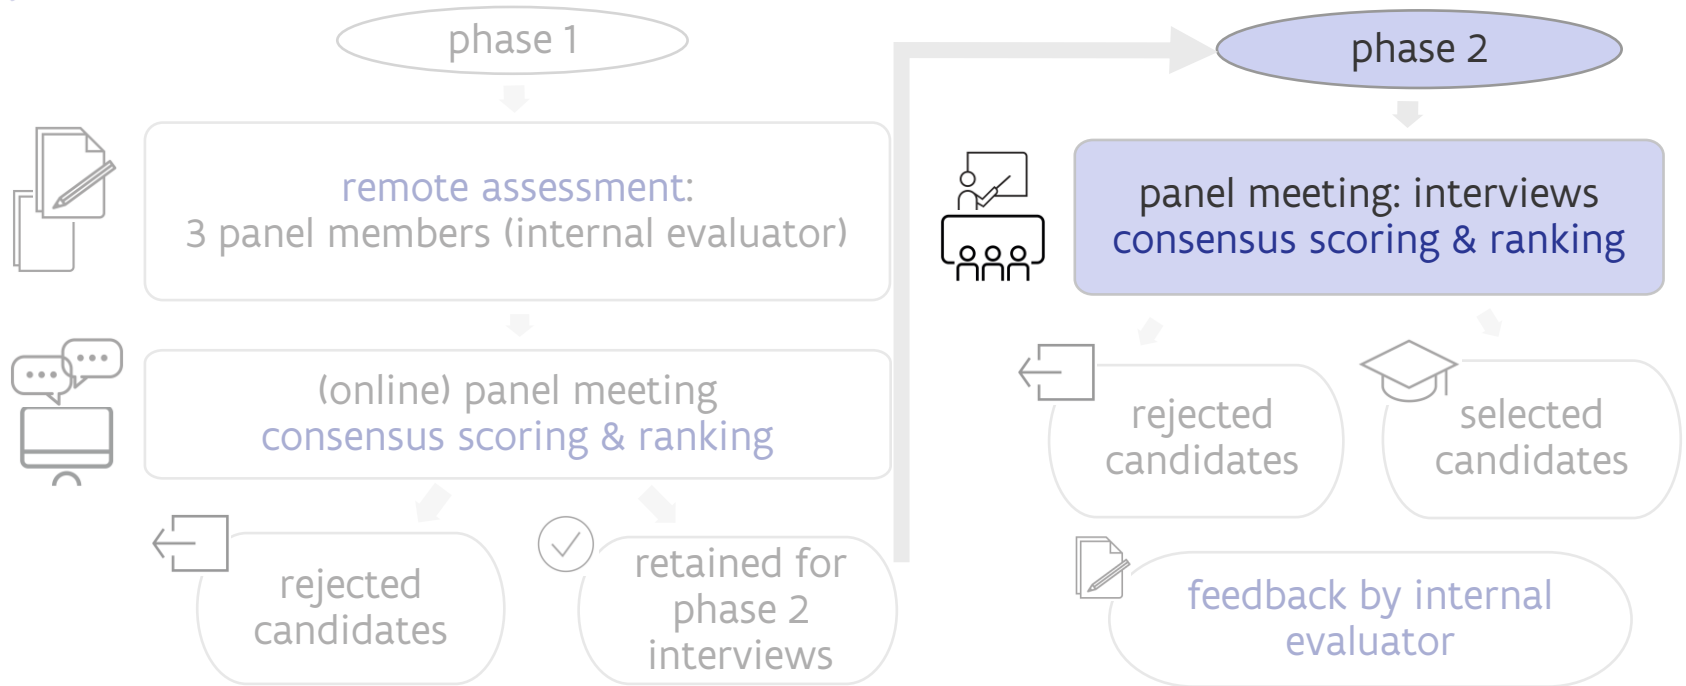 phase 1
remote assessment:
3 panel members (internal evaluator)
(online) panel meeting
consensus scoring & ranking
rejected
candidates
retained for
phase 2
interviews
phase 2
panel meeting: interviews
consensus scoring & ranking
rejected
candidates
selected
candidates
feedback by internal
evaluator